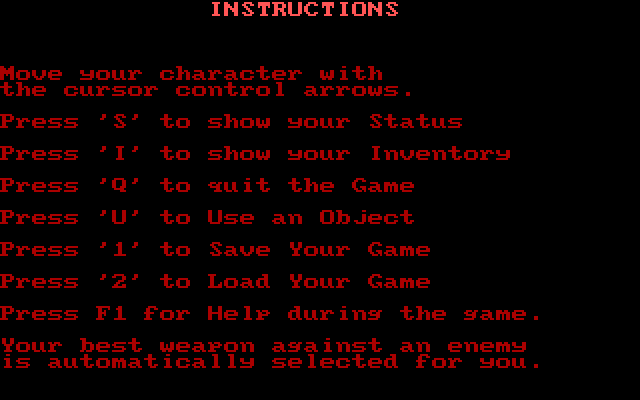 INSTRUCTIONS
Move your character with
the cursor control arrows.
Press 'S' to show your Status
Press 'I' to show your Inventory
Press 'Q' to quit the Game
Press 'U' to Use an Object
Press '1' to Save Your Game
Press '2' to Load Your Game
Press F1 for Help during the game.
Your best weapon against an enemy
is automatically selected for you.